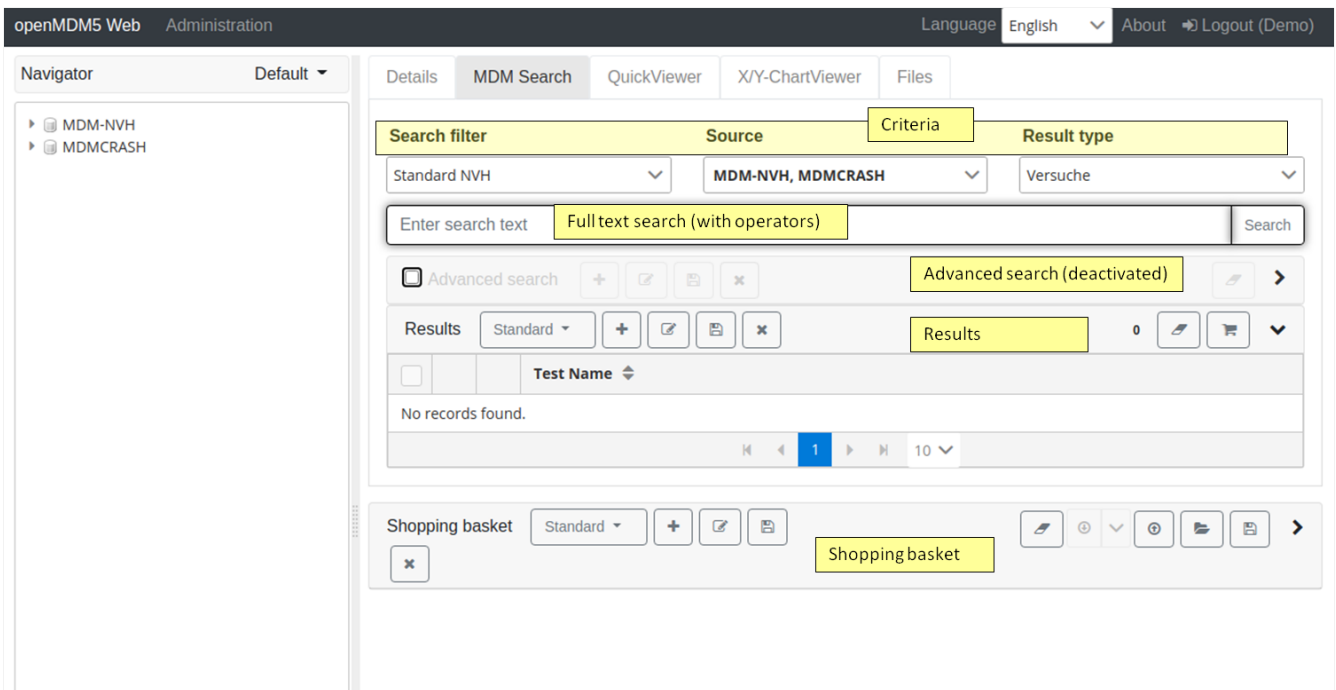 openMDM5 Web Administration Language English About Logout (Demo)
Navigator Default
MDM-NVH
MDMCRASH
Details MDM Search QuickViewer X/Y-ChartViewer Files
Criteria
Search filter Source Result type
Standard NVH MDM-NVH, MDMCRASH Versuche
Enter search text Full text search (with operators) Search
Advanced search Advanced search (deactivated)
Results Standard Results 0
Test Name
No records found.
1 10
Shopping basket Standard
Shopping basket